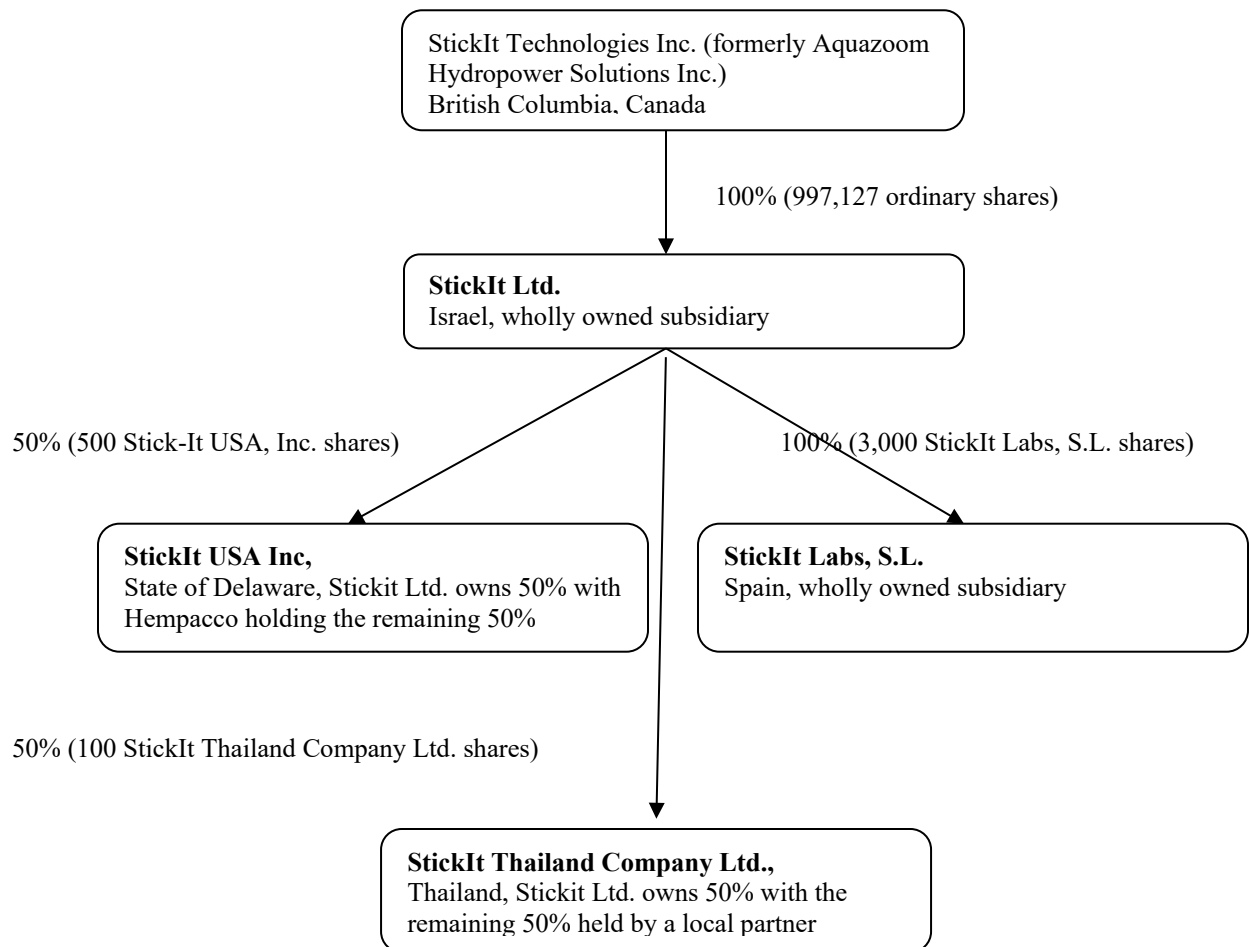 StickIt Technologies Inc. (formerly Aquazoom
Hydropower Solutions Inc.)
British Columbia, Canada
100% (997,127 ordinary shares)
StickIt Ltd.
Israel, wholly owned subsidiary
50% (500 Stick-It USA, Inc. shares)
100% (3,000 StickIt Labs, S.L. shares)
StickIt USA Inc,
State of Delaware, Stickit Ltd. owns 50% with
Hempacco holding the remaining 50%
StickIt Labs, S.L.
Spain, wholly owned subsidiary
50% (100 StickIt Thailand Company Ltd. shares)
StickIt Thailand Company Ltd.,
Thailand, Stickit Ltd. owns 50% with the
remaining 50% held by a local partner